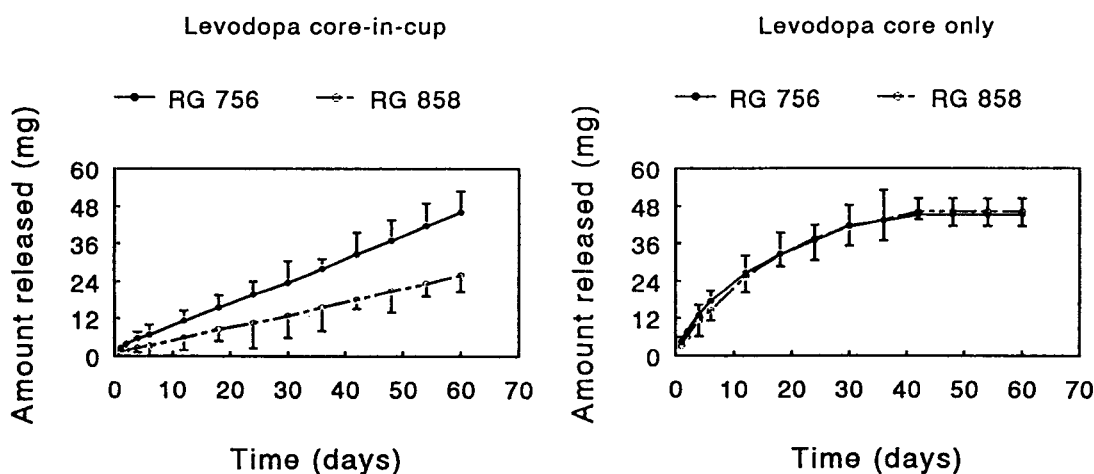 Levodopa core-in-cup
RG 756
RG 858
Amount released (mg)
60
48
36
24
12
0
0 10 20 30 40 50 60 70
Time (days)
Levodopa core only
RG 756
RG 858
Amount released (mg)
60
48
36
24
12
0
0 10 20 30 40 50 60 70
Time (days)